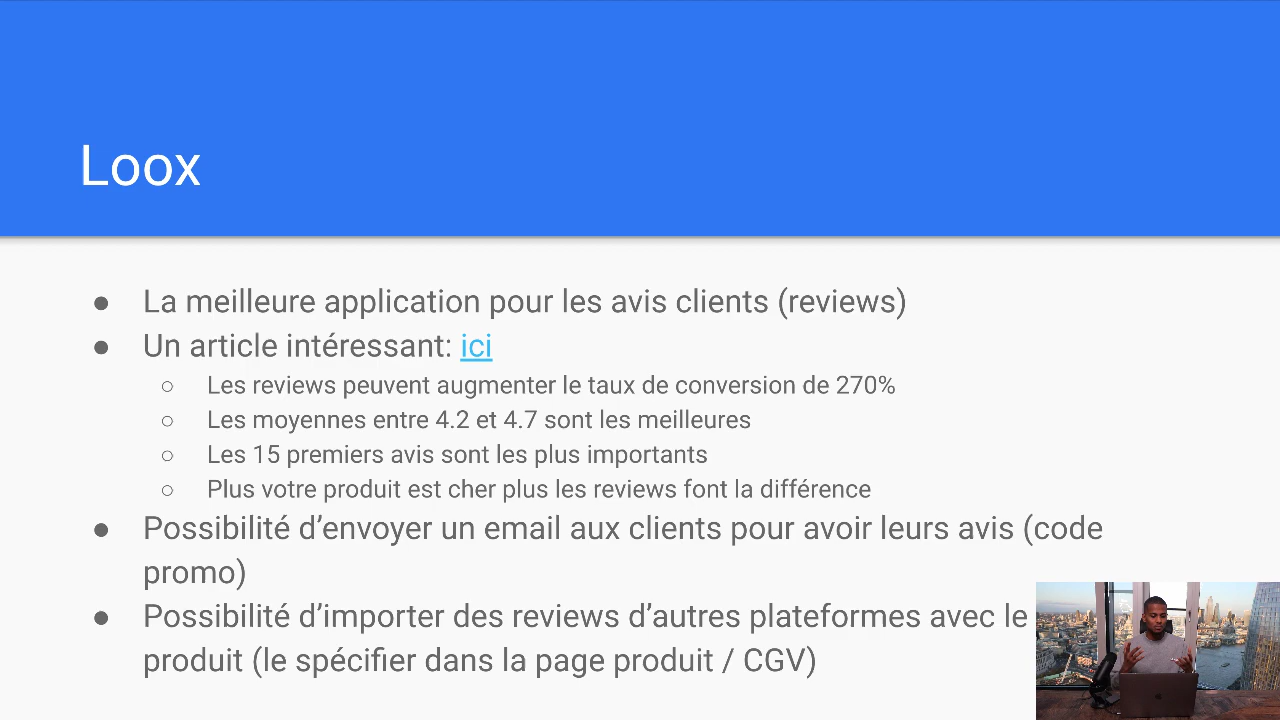 Loox
● La meilleure application pour les avis clients (reviews)
● Un article intéressant: ici
○ Les reviews peuvent augmenter le taux de conversion de 270%
○ Les moyennes entre 4.2 et 4.7 sont les meilleures
○ Les 15 premiers avis sont les plus importants
○ Plus votre produit est cher plus les reviews font la différence
● Possibilité d’envoyer un email aux clients pour avoir leurs avis (code
promo)
● Possibilité d’importer des reviews d’autres plateformes avec le
produit (le spécifier dans la page produit / CGV)